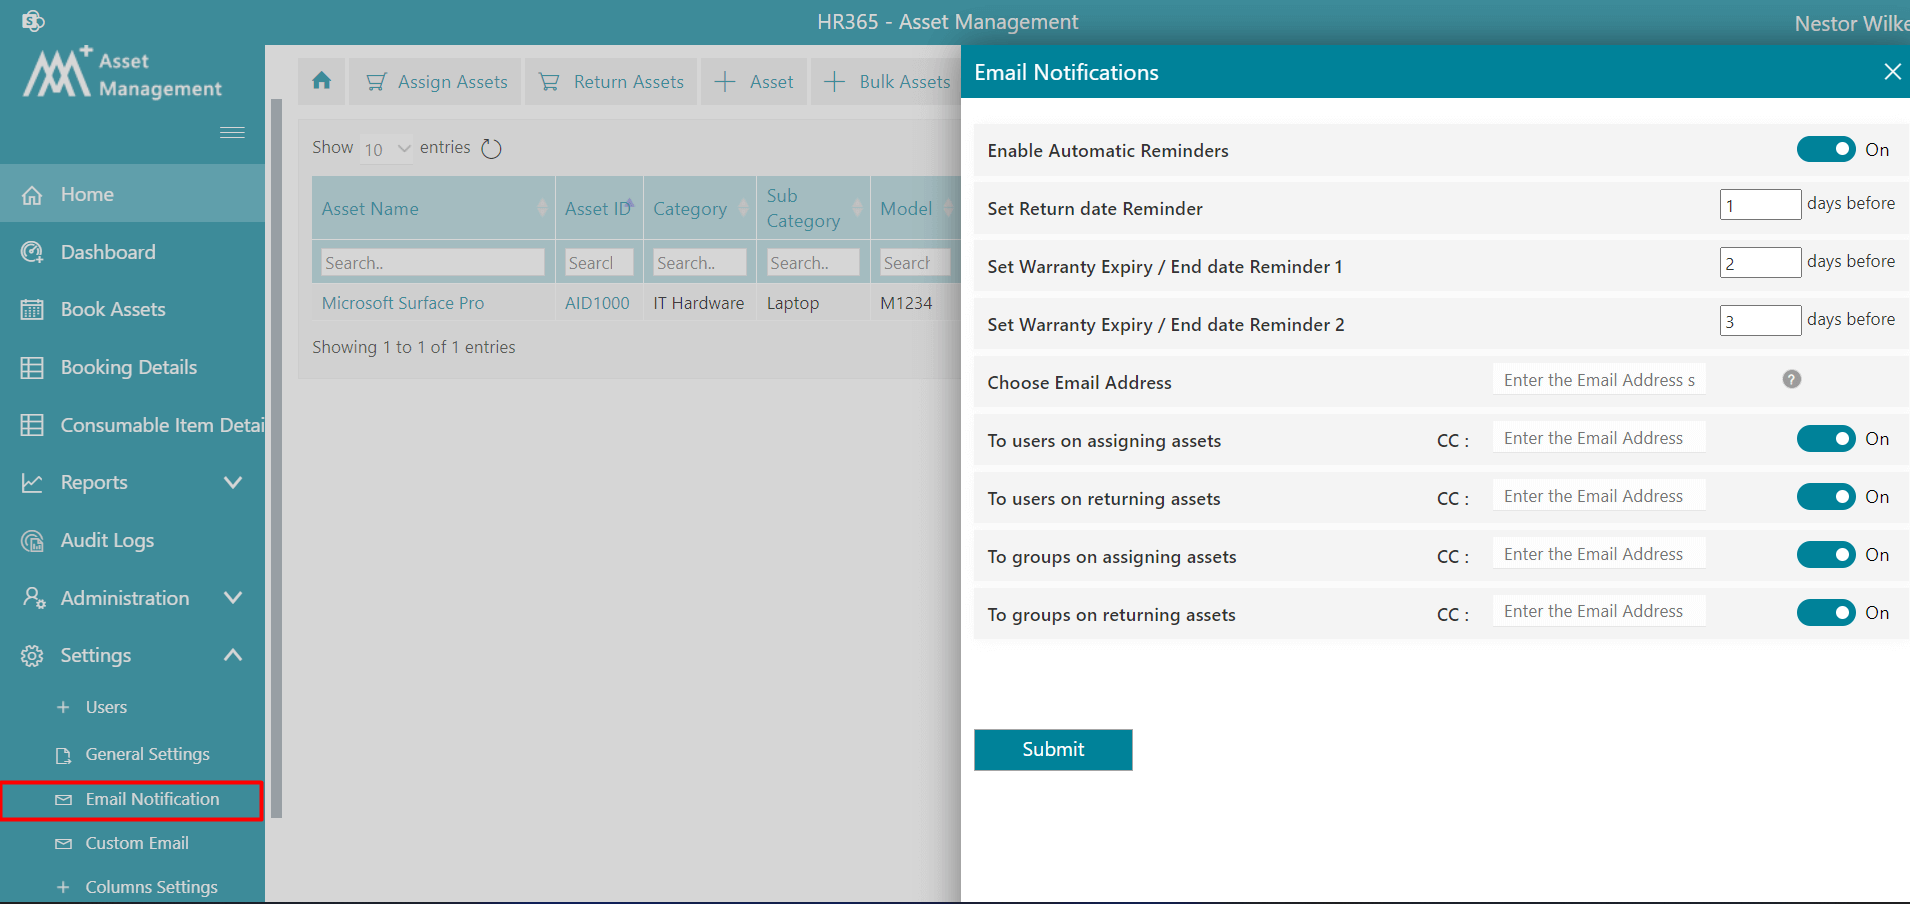 HR365 - Asset Management
Nestor Wilke
Asset
Management
Home
Dashboard
Book Assets
Booking Details
Consumable Item Detai
Reports
Audit Logs
Administration
Settings
Users
General Settings
Email Notification
Custom Email
Columns Settings
Assign Assets
Return Assets
Asset
Bulk Assets
Show 10 entries
Asset Name
Asset ID
Category
Sub
Category
Model
Search.. Search Search.. Search.. Search
Microsoft Surface Pro AID1000 IT Hardware Laptop M1234
Showing 1 to 1 of 1 entries
Email Notifications
Enable Automatic Reminders On
Set Return date Reminder 1 days before
Set Warranty Expiry / End date Reminder 1 2 days before
Set Warranty Expiry / End date Reminder 2 3 days before
Choose Email Address Enter the Email Address s ?
To users on assigning assets CC : Enter the Email Address On
To users on returning assets CC : Enter the Email Address On
To groups on assigning assets CC : Enter the Email Address On
To groups on returning assets CC : Enter the Email Address On
Submit